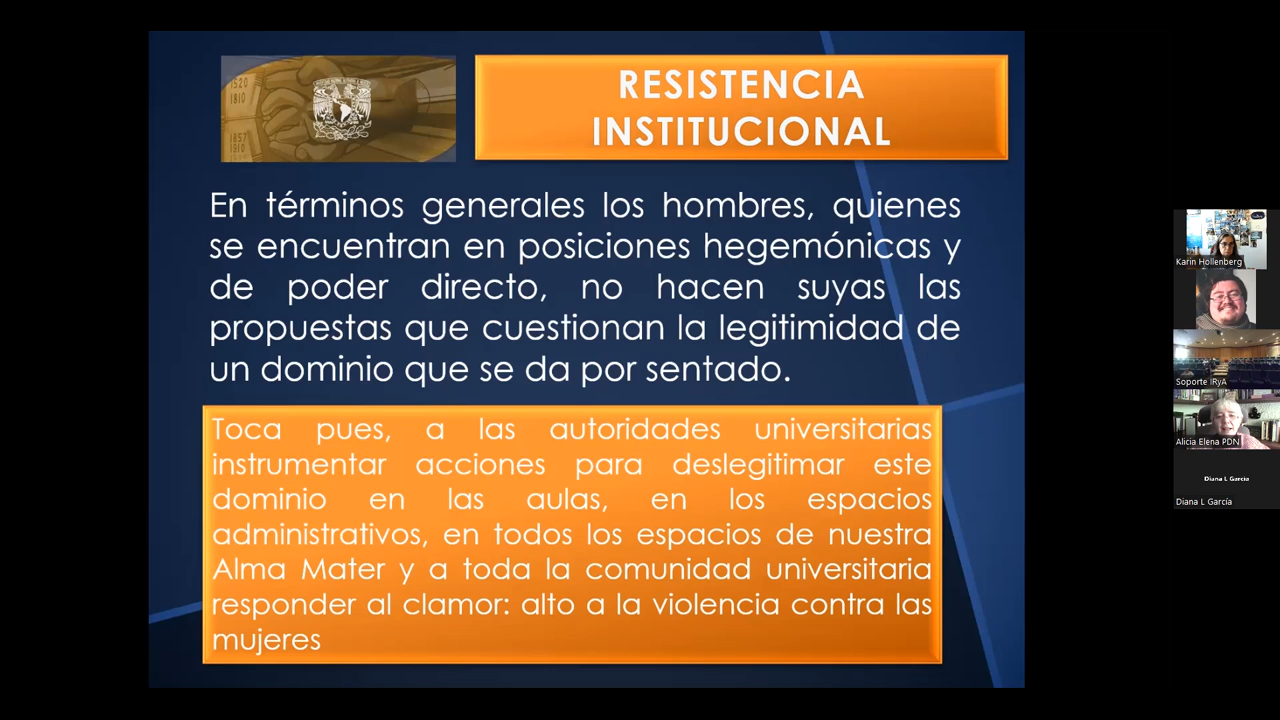 1520
1810
1857
1910
RESISTENCIA
INSTITUCIONAL
En términos generales los hombres, quienes
se encuentran en posiciones hegemónicas y
de poder directo, no hacen suyas las
propuestas que cuestionan la legitimidad de
un dominio que se da por sentado.
Toca pues, a las autoridades universitarias
instrumentar acciones para deslegitimar este
dominio en las aulas, en los espacios
administrativos, en todos los espacios de nuestra
Alma Mater y a toda la comunidad universitaria
responder al clamor: alto a la violencia contra las
mujeres
Karin Hollenberg
Soporte IRyA
Alicia Elena PDN
Diana L García
Diana L García